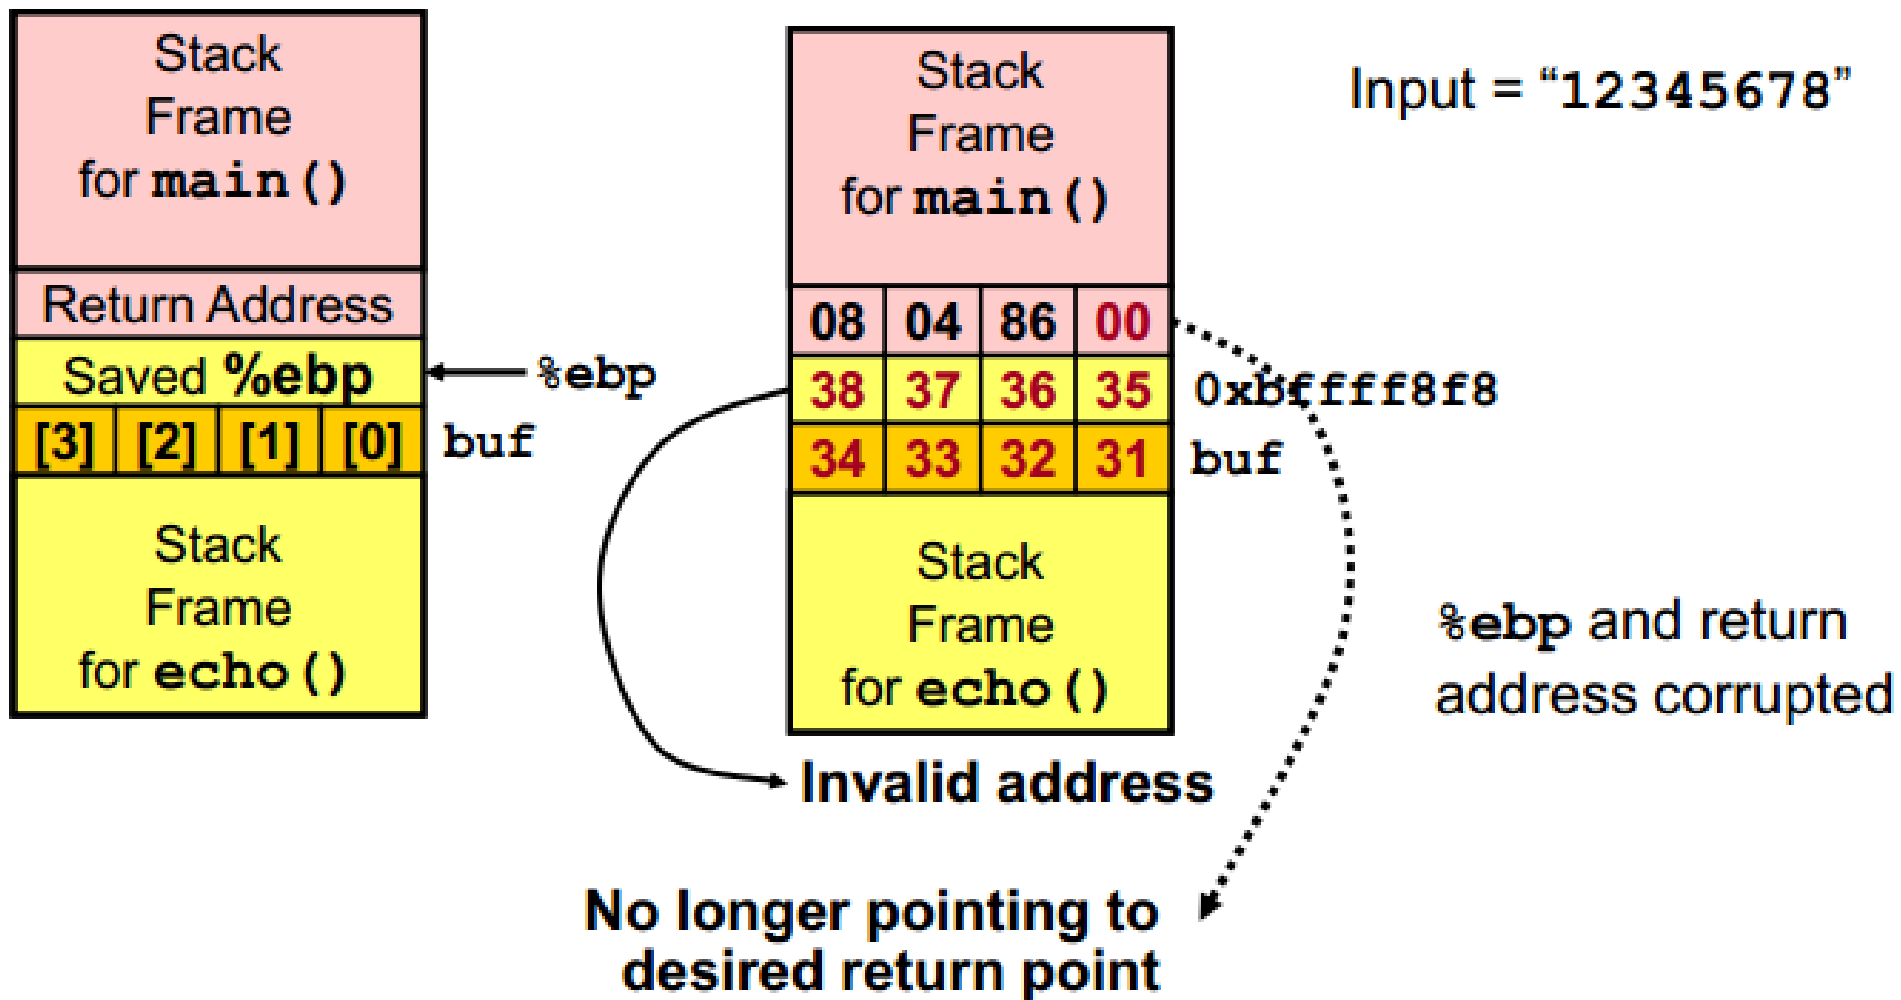 Stack
Frame
for main()
Return Address
Saved %ebp
%ebp
[3] [2] [1] [0]
buf
Stack
Frame
for echo()
Stack
Frame
for main()
08 04 86 00
38 37 36 35
0xbffff8f8
34 33 32 31
buf
Stack
Frame
for echo()
Invalid address
No longer pointing to
desired return point
Input = “12345678”
%ebp and return
address corrupted